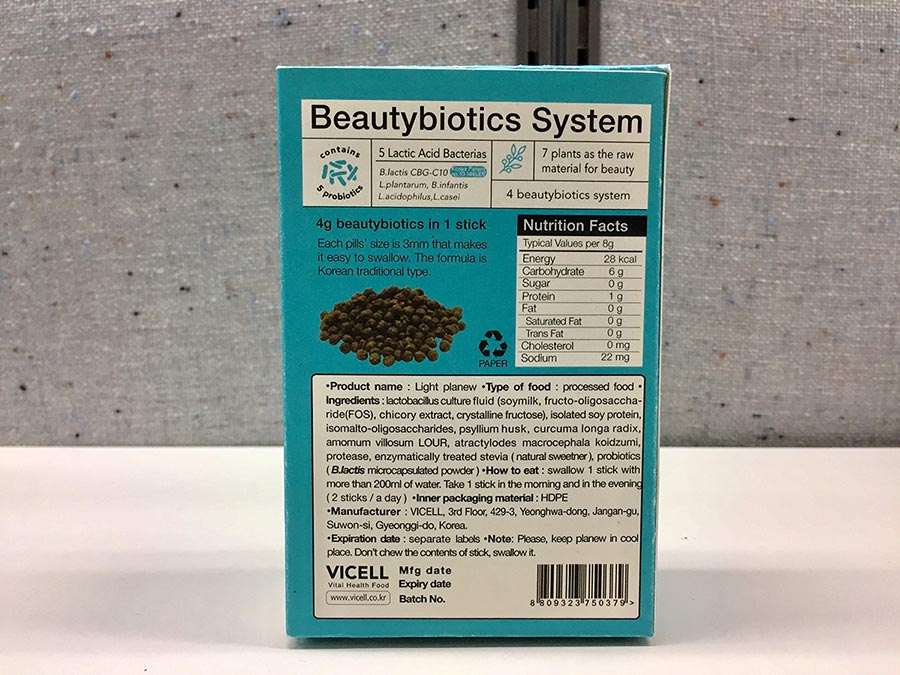 Beautybiotics System
contains
5 probiotics
5 Lactic Acid Bacterias
B.lactis CBG-C10
L.plantarum, B.infantis
L.acidophilus,L.casei
7 plants as the raw
material for beauty
4 beautybiotics system
4g beautybiotics in 1 stick
Each pills' size is 3mm that makes
it easy to swallow. The formula is
Korean traditional type.
PAPER
Nutrition Facts
Typical Values per 8g
Energy 28 kcal
Carbohydrate 6 g
Sugar 0 g
Protein 1 g
Fat 0 g
Saturated Fat 0 g
Trans Fat 0 g
Cholesterol 0 mg
Sodium 22 mg
•Product name : Light planew •Type of food : processed food •
Ingredients : lactobacillus culture fluid (soymilk, fructo-oligosaccha-
ride(FOS), chicory extract, crystalline fructose), isolated soy protein,
isomalto-oligosaccharides, psyllium husk, curcuma longa radix,
amomum villosum LOUR, atractylodes macrocephala koidzumi,
protease, enzymatically treated stevia ( natural sweetner), probiotics
( B.lactis microcapsulated powder ) •How to eat : swallow 1 stick with
more than 200ml of water. Take 1 stick in the morning and in the evening
( 2 sticks / a day ) •Inner packaging material : HDPE
•Manufacturer : VICELL, 3rd Floor, 429-3, Yeonghwa-dong, Jangan-gu,
Suwon-si, Gyeonggi-do, Korea.
•Expiration date : separate labels •Note: Please, keep planew in cool
place. Don't chew the contents of stick, swallow it.
VICELL
Vital Health Food
www.vicell.co.kr
Mfg date
Expiry date
Batch No.
8 809323 750379 >